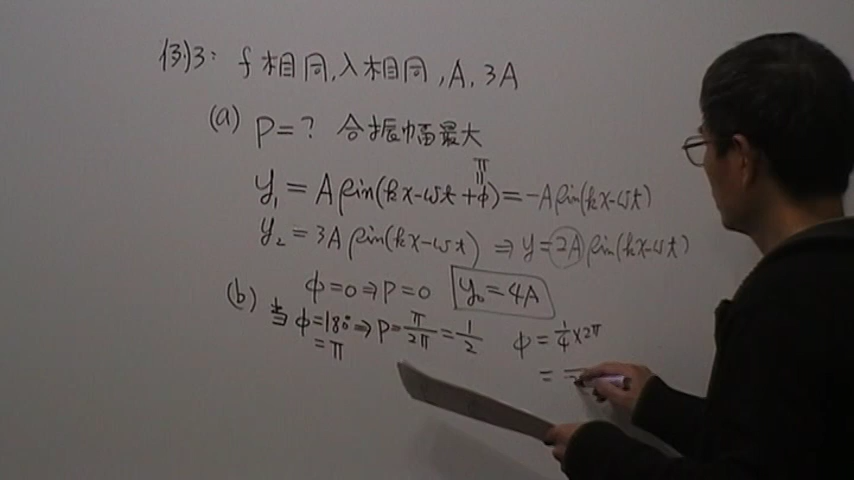 例3: f相同,λ相同,A,3A
(a) P=? 合振幅最大
π
॥
y₁ = A sin(kx-ωt+φ) = -A sin(kx-ωt)
y₂ = 3A sin(kx-ωt) ⇒ y = 2A sin(kx-ωt)
φ=0 ⇒ P=0 y₀=4A
(b) 当 φ=180° ⇒ P = π/2π = 1/2 φ = 1/4 × 2π
= π =